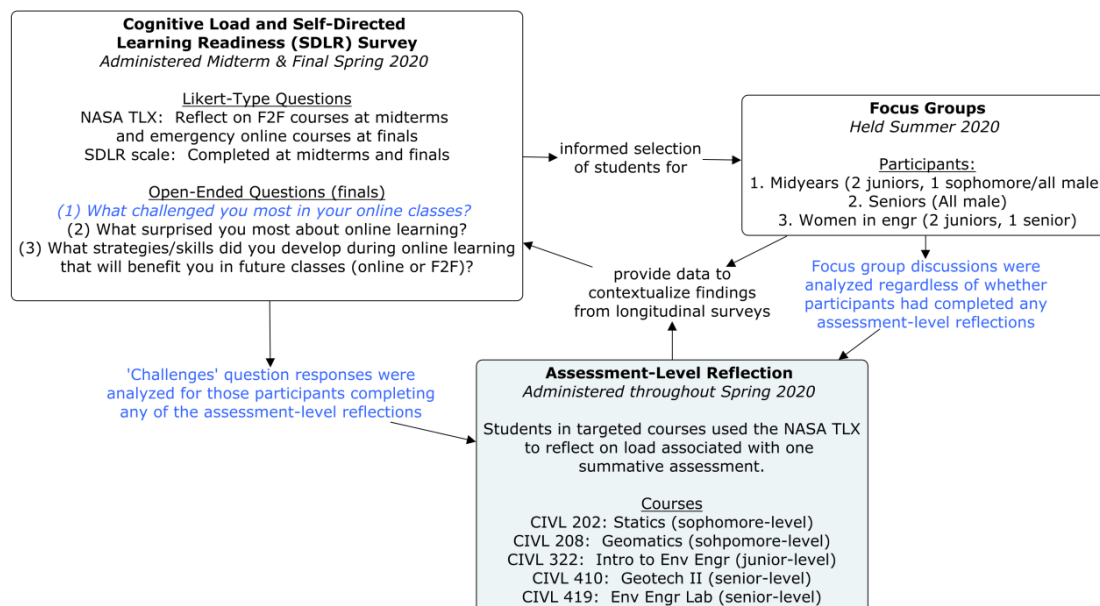 Cognitive Load and Self-Directed
Learning Readiness (SDLR) Survey
Administered Midterm & Final Spring 2020
Likert-Type Questions
NASA TLX: Reflect on F2F courses at midterms
and emergency online courses at finals
SDLR scale: Completed at midterms and finals
Open-Ended Questions (finals)
(1) What challenged you most in your online classes?
(2) What surprised you most about online learning?
(3) What strategies/skills did you develop during online learning
that will benefit you in future classes (online or F2F)?
informed selection
of students for
Focus Groups
Held Summer 2020
Participants:
1. Midyears (2 juniors, 1 sophomore/all male
2. Seniors (All male)
3. Women in engr (2 juniors, 1 senior)
provide data to
contextualize findings
from longitudinal surveys
Focus group discussions were
analyzed regardless of whether
participants had completed any
assessment-level reflections
'Challenges' question responses were
analyzed for those participants completing
any of the assessment-level reflections
Assessment-Level Reflection
Administered throughout Spring 2020
Students in targeted courses used the NASA TLX
to reflect on load associated with one
summative assessment.
Courses
CIVL 202: Statics (sophomore-level)
CIVL 208: Geomatics (sohpomore-level)
CIVL 322: Intro to Env Engr (junior-level)
CIVL 410: Geotech II (senior-level)
CIVL 419: Env Engr Lab (senior-level)